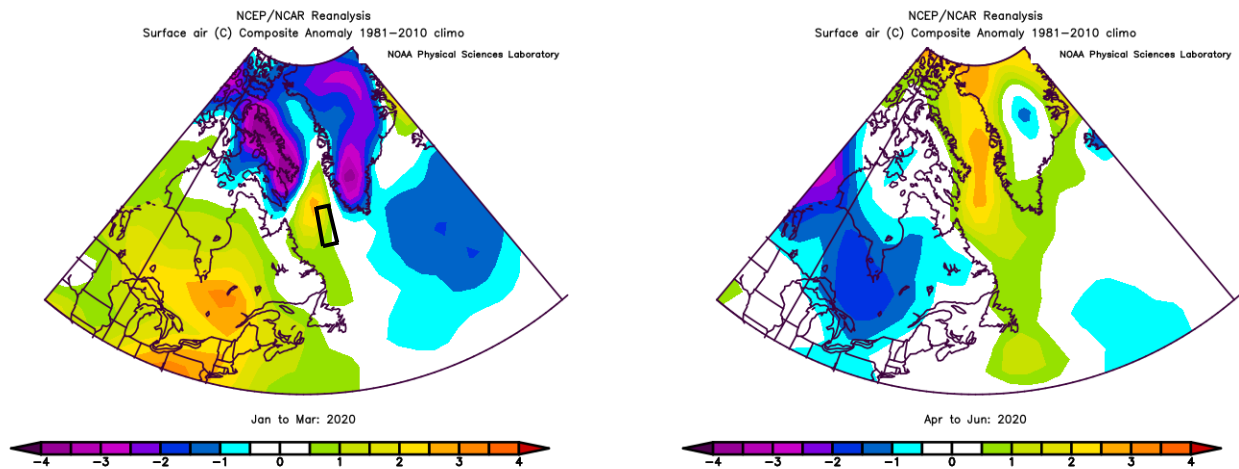 NCEP/NCAR Reanalysis
Surface air (C) Composite Anomaly 1981-2010 climo
NOAA Physical Sciences Laboratory
Jan to Mar: 2020
-4 -3 -2 -1 0 1 2 3 4
NCEP/NCAR Reanalysis
Surface air (C) Composite Anomaly 1981-2010 climo
NOAA Physical Sciences Laboratory
Apr to Jun: 2020
-4 -3 -2 -1 0 1 2 3 4